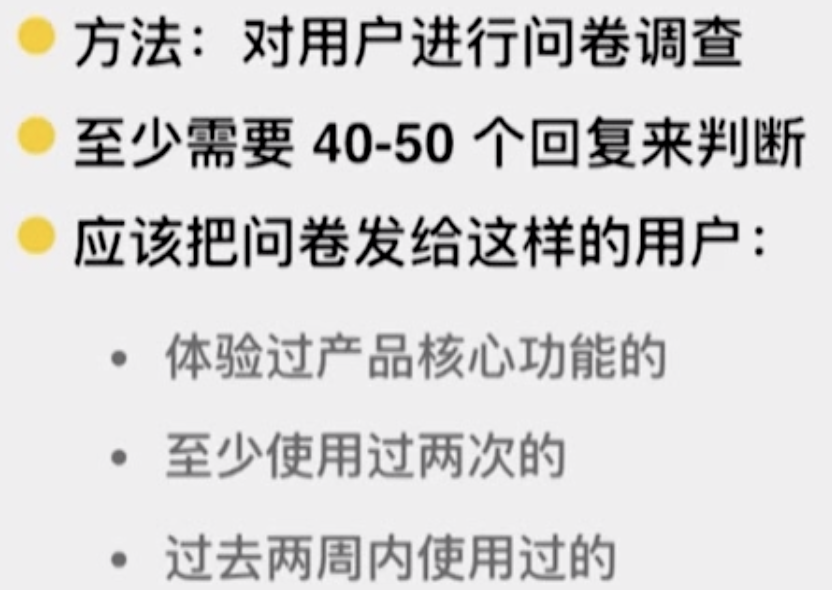 方法：对用户进行问卷调查
至少需要 40-50 个回复来判断
应该把问卷发给这样的用户：
体验过产品核心功能的
至少使用过两次的
过去两周内使用过的